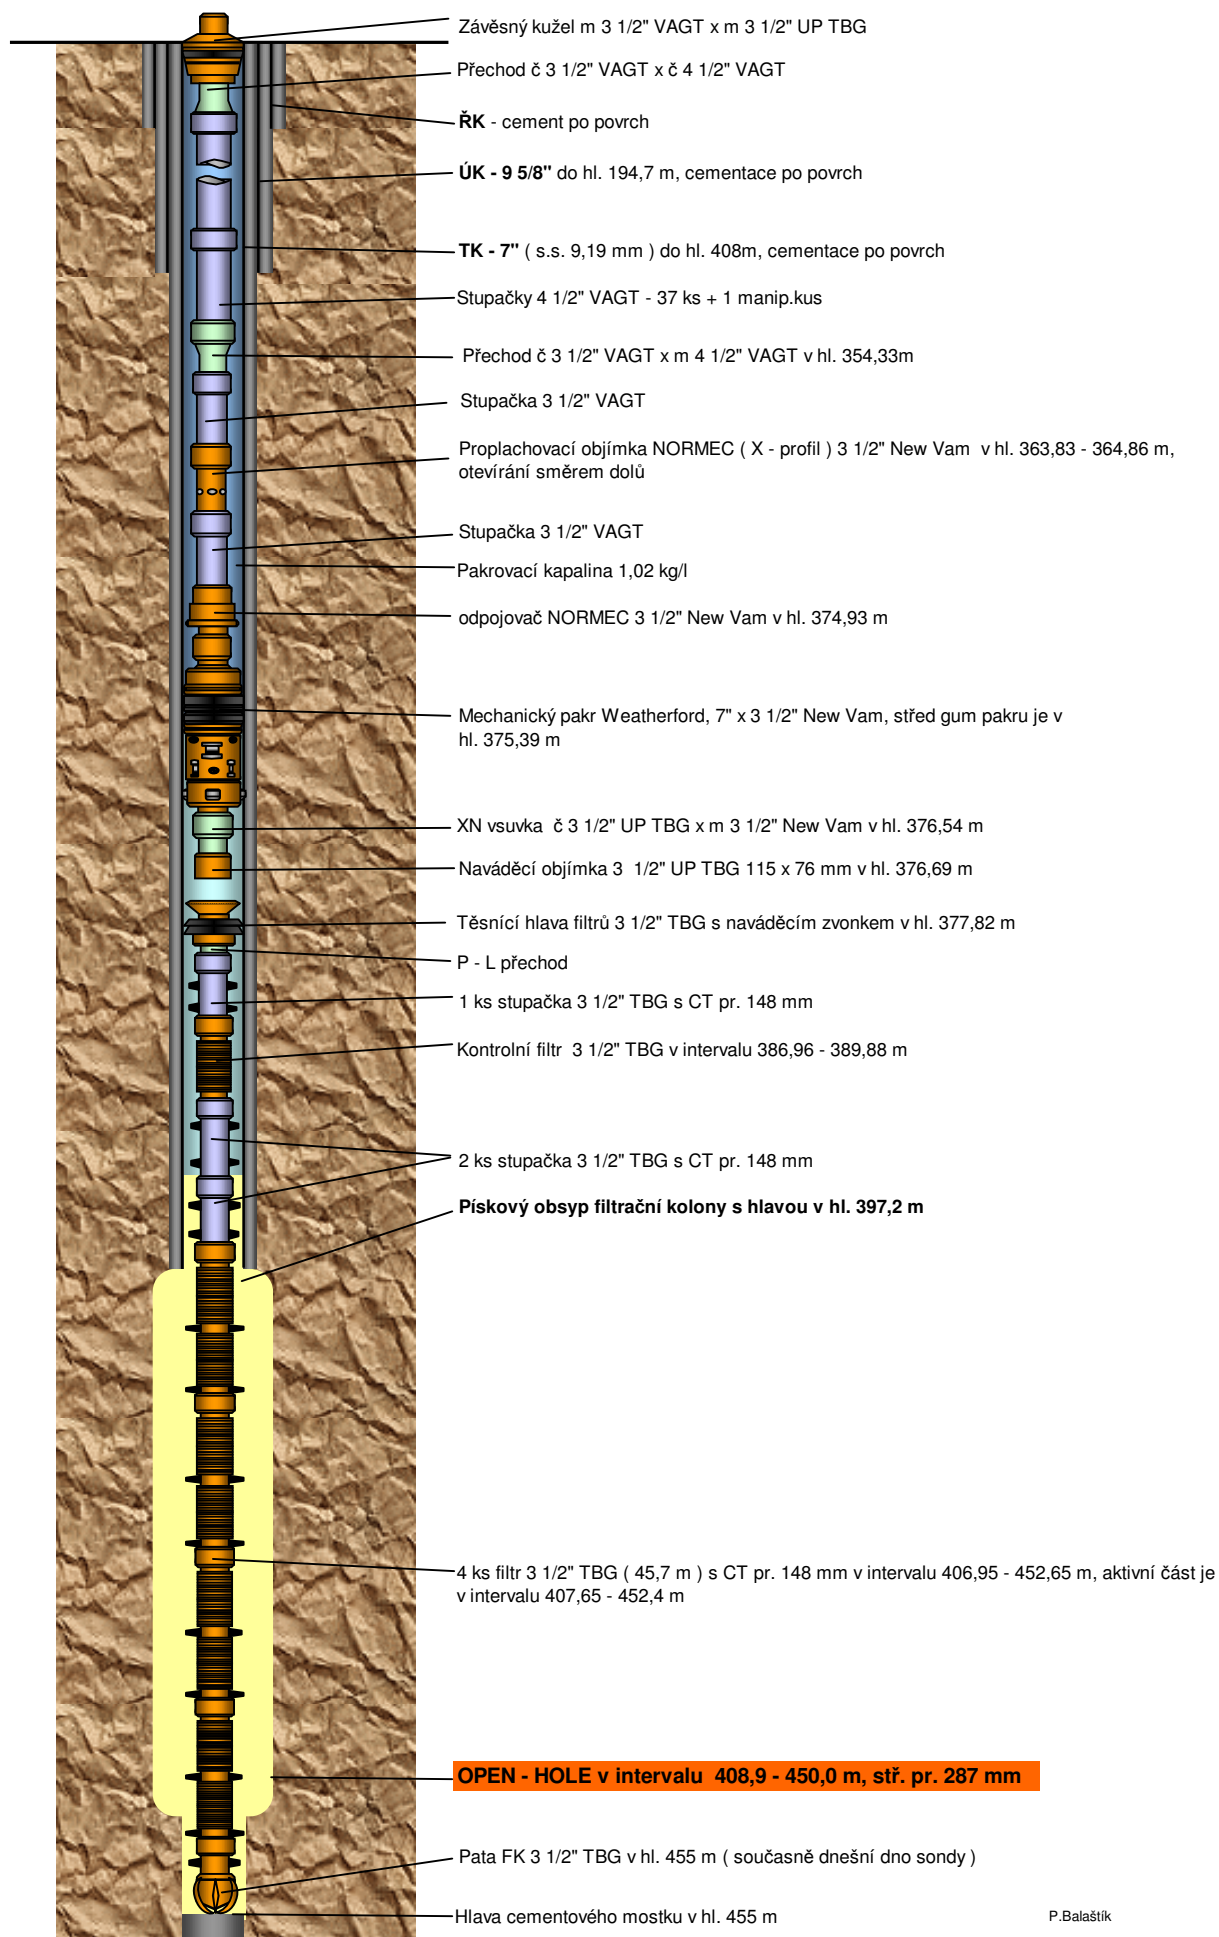 Závěsný kužel m 3 1/2" VAGT x m 3 1/2" UP TBG
Přechod č 3 1/2" VAGT x č 4 1/2" VAGT
ŘK - cement po povrch
ÚK - 9 5/8" do hl. 194,7 m, cementace po povrch
TK - 7" ( s.s. 9,19 mm ) do hl. 408m, cementace po povrch
Stupačky 4 1/2" VAGT - 37 ks + 1 manip.kus
Přechod č 3 1/2" VAGT x m 4 1/2" VAGT v hl. 354,33m
Stupačka 3 1/2" VAGT
Proplachovací objímka NORMEC ( X - profil ) 3 1/2" New Vam v hl. 363,83 - 364,86 m,
otevírání směrem dolů
Stupačka 3 1/2" VAGT
Pakrovací kapalina 1,02 kg/l
odpojovač NORMEC 3 1/2" New Vam v hl. 374,93 m
Mechanický pakr Weatherford, 7" x 3 1/2" New Vam, střed gum pakru je v
hl. 375,39 m
XN vsuvka č 3 1/2" UP TBG x m 3 1/2" New Vam v hl. 376,54 m
Naváděcí objímka 3 1/2" UP TBG 115 x 76 mm v hl. 376,69 m
Těsnící hlava filtrů 3 1/2" TBG s naváděcím zvonkem v hl. 377,82 m
P - L přechod
1 ks stupačka 3 1/2" TBG s CT pr. 148 mm
Kontrolní filtr 3 1/2" TBG v intervalu 386,96 - 389,88 m
2 ks stupačka 3 1/2" TBG s CT pr. 148 mm
Pískový obsyp filtrační kolony s hlavou v hl. 397,2 m
4 ks filtr 3 1/2" TBG ( 45,7 m ) s CT pr. 148 mm v intervalu 406,95 - 452,65 m, aktivní část je
v intervalu 407,65 - 452,4 m
OPEN - HOLE v intervalu 408,9 - 450,0 m, stř. pr. 287 mm
Pata FK 3 1/2" TBG v hl. 455 m ( současně dnešní dno sondy )
Hlava cementového mostku v hl. 455 m
P.Balaštík